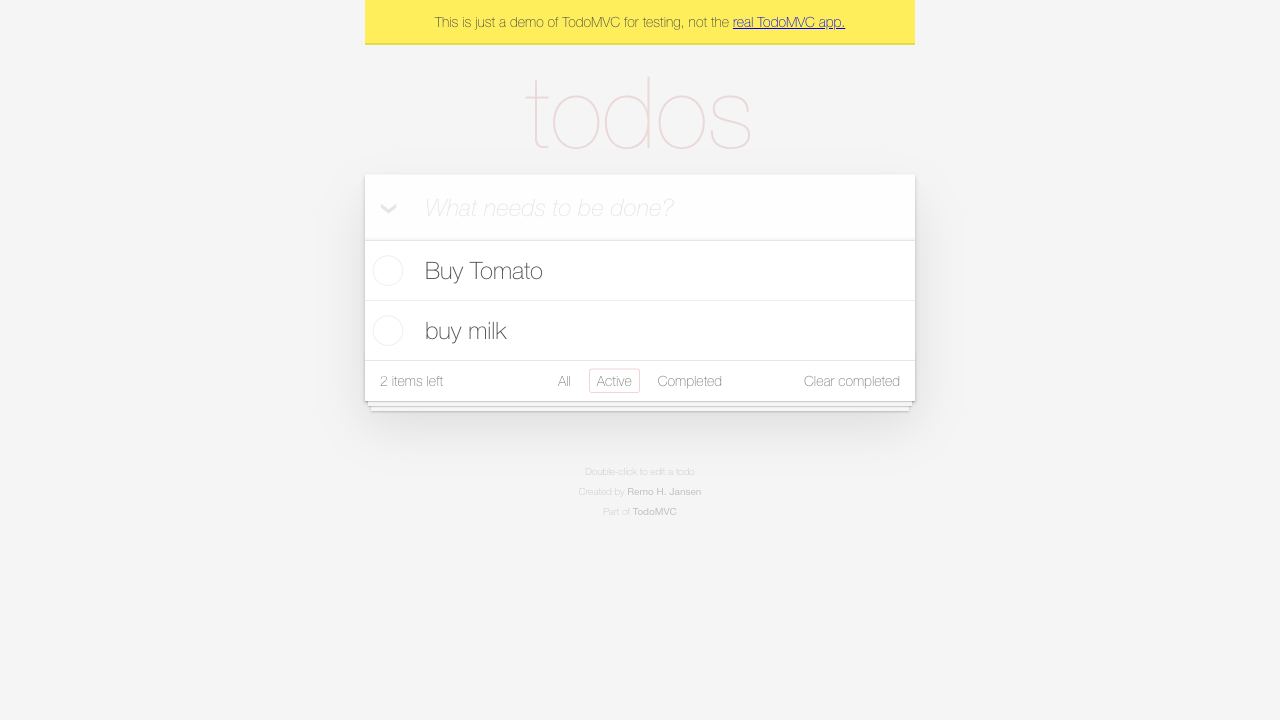 This is just a demo of TodoMVC for testing, not the real TodoMVC app.
todos
What needs to be done?
Buy Tomato
buy milk
2 items left All Active Completed Clear completed
Double-click to edit a todo
Created by Remo H. Jansen
Part of TodoMVC